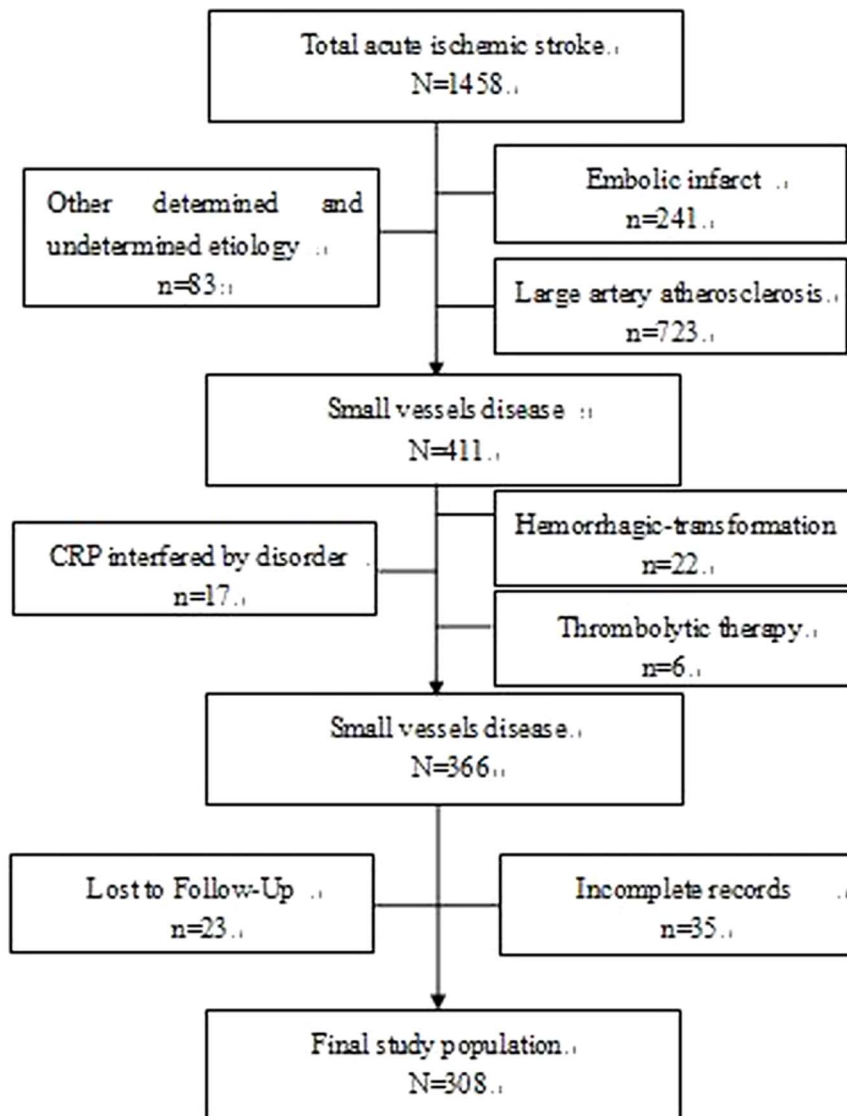 Total acute ischemic stroke
N=1458
Other determined and
undetermined etiology
n=83
Embolic infarct
n=241
Large artery atherosclerosis
n=723
Small vessels disease
N=411
CRP interfered by disorder
n=17
Hemorrhagic-transformation
n=22
Thrombolytic therapy
n=6
Small vessels disease
N=366
Lost to Follow-Up
n=23
Incomplete records
n=35
Final study population
N=308